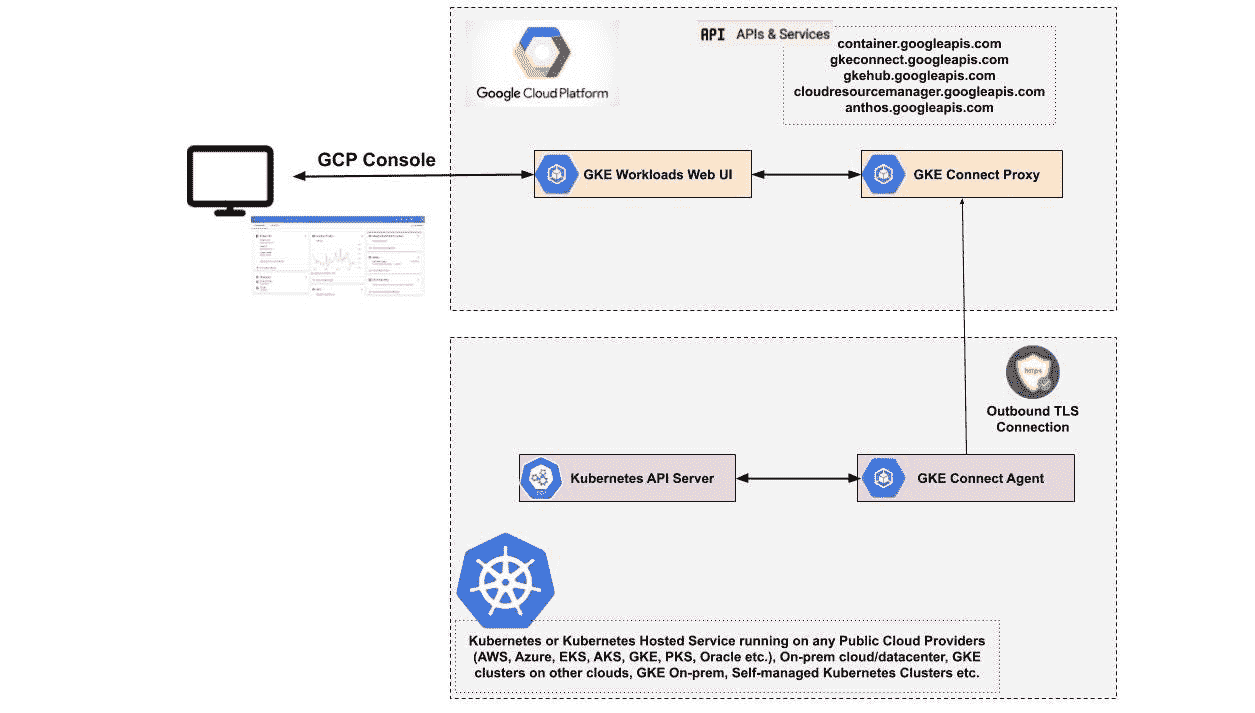 Google Cloud Platform
API APIs & Services
container.googleapis.com
gkeconnect.googleapis.com
gkehub.googleapis.com
cloudresourcemanager.googleapis.com
anthos.googleapis.com
GCP Console
GKE Workloads Web UI
GKE Connect Proxy
https
Outbound TLS
Connection
Kubernetes API Server
GKE Connect Agent
Kubernetes or Kubernetes Hosted Service running on any Public Cloud Providers
(AWS, Azure, EKS, AKS, GKE, PKS, Oracle etc.), On-prem cloud/datacenter, GKE
clusters on other clouds, GKE On-prem, Self-managed Kubernetes Clusters etc.